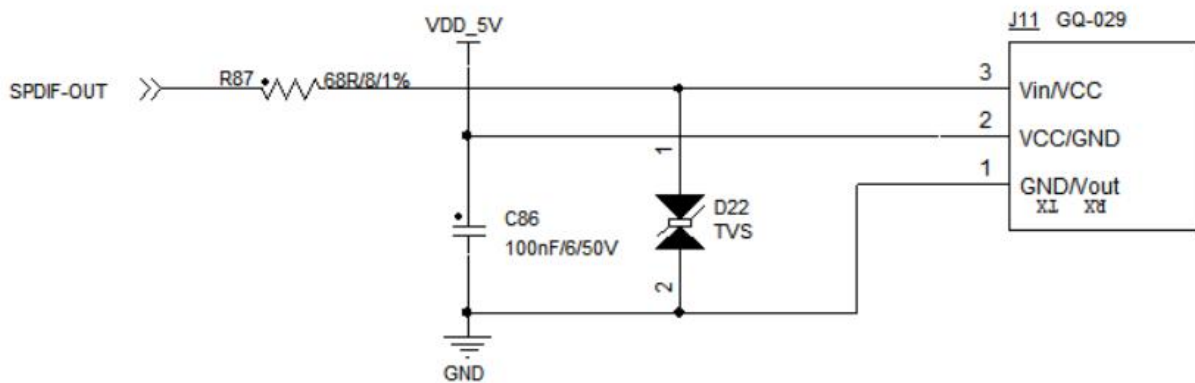 J11 GQ-029
VDD_5V
SPDIF-OUT
R87
68R/8/1%
3
Vin/VCC
2
VCC/GND
1
GND/Vout
TX RX
1
D22
TVS
2
C86
100nF/6/50V
GND